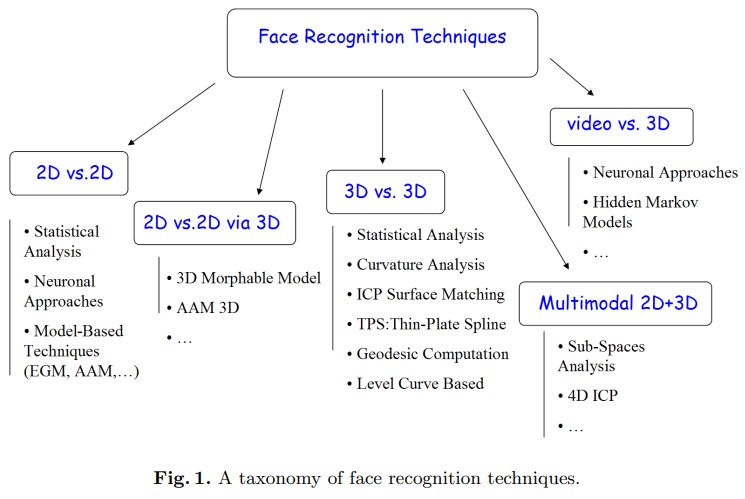 Face Recognition Techniques
2D vs.2D
• Statistical
Analysis
• Neuronal
Approaches
• Model-Based
Techniques
(EGM, AAM,…)
2D vs.2D via 3D
• 3D Morphable Model
• AAM 3D
• …
3D vs. 3D
• Statistical Analysis
• Curvature Analysis
• ICP Surface Matching
• TPS:Thin-Plate Spline
• Geodesic Computation
• Level Curve Based
Multimodal 2D+3D
• Sub-Spaces
Analysis
• 4D ICP
• …
video vs. 3D
• Neuronal Approaches
• Hidden Markov
Models
• …
Fig. 1. A taxonomy of face recognition techniques.